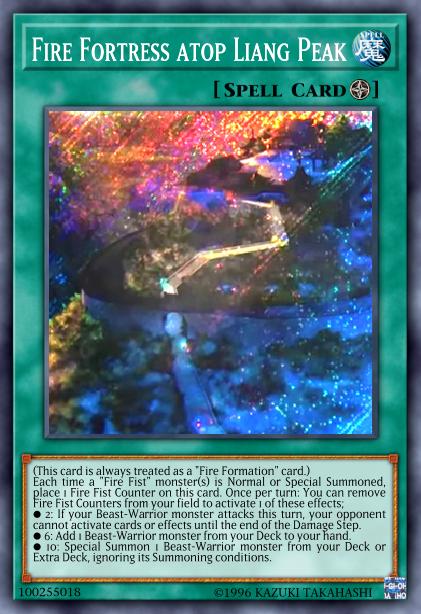 FIRE FORTRESS ATOP LIANG PEAK
SPELL
魔
[SPELL CARD]
(This card is always treated as a "Fire Formation" card.)
Each time a "Fire Fist" monster(s) is Normal or Special Summoned,
place 1 Fire Fist Counter on this card. Once per turn: You can remove
Fire Fist Counters from your field to activate 1 of these effects;
● 2: If your Beast-Warrior monster attacks this turn, your opponent
cannot activate cards or effects until the end of the Damage Step.
● 6: Add 1 Beast-Warrior monster from your Deck to your hand.
● 10: Special Summon 1 Beast-Warrior monster from your Deck or
Extra Deck, ignoring its Summoning conditions.
100255018
©1996 KAZUKI TAKAHASHI